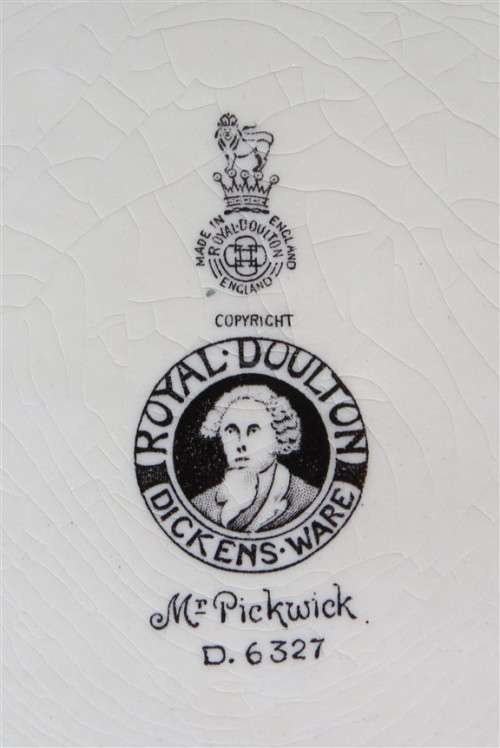 MADE IN ENGLAND
ROYAL·DOULTON
ENGLAND
COPYRIGHT
ROYAL·DOULTON
DICKENS·WARE
Mr Pickwick.
D. 6327